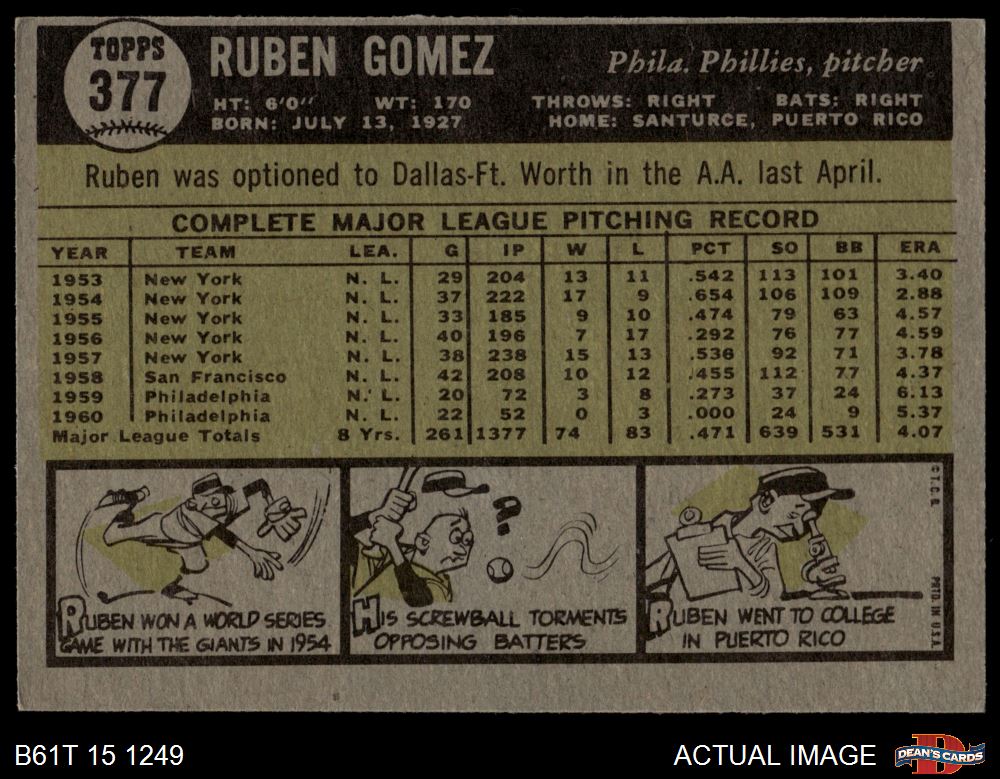 TOPPS
377
RUBEN GOMEZ
Phila. Phillies, pitcher
HT: 6'0" WT: 170 THROWS: RIGHT BATS: RIGHT
BORN: JULY 13, 1927 HOME: SANTURCE, PUERTO RICO
Ruben was optioned to Dallas-Ft. Worth in the A.A. last April.
COMPLETE MAJOR LEAGUE PITCHING RECORD
YEAR TEAM LEA. G IP W L PCT SO BB ERA
1953 New York N. L. 29 204 13 11 .542 113 101 3.40
1954 New York N. L. 37 222 17 9 .654 106 109 2.88
1955 New York N. L. 33 185 9 10 .474 79 63 4.57
1956 New York N. L. 40 196 7 17 .292 76 77 4.59
1957 New York N. L. 38 238 15 13 .536 92 71 3.78
1958 San Francisco N. L. 42 208 10 12 .455 112 77 4.37
1959 Philadelphia N. L. 20 72 3 8 .273 37 24 6.13
1960 Philadelphia N. L. 22 52 0 3 .000 24 9 5.37
Major League Totals 8 Yrs. 261 1377 74 83 .471 639 531 4.07
RUBEN WON A WORLD SERIES
GAME WITH THE GIANTS IN 1954
?
HIS SCREWBALL TORMENTS
OPPOSING BATTERS
RUBEN WENT TO COLLEGE
IN PUERTO RICO
© T.C.G.
PRTD. IN U.S.A.
B61T 15 1249
ACTUAL IMAGE
D
DEAN'S CARDS